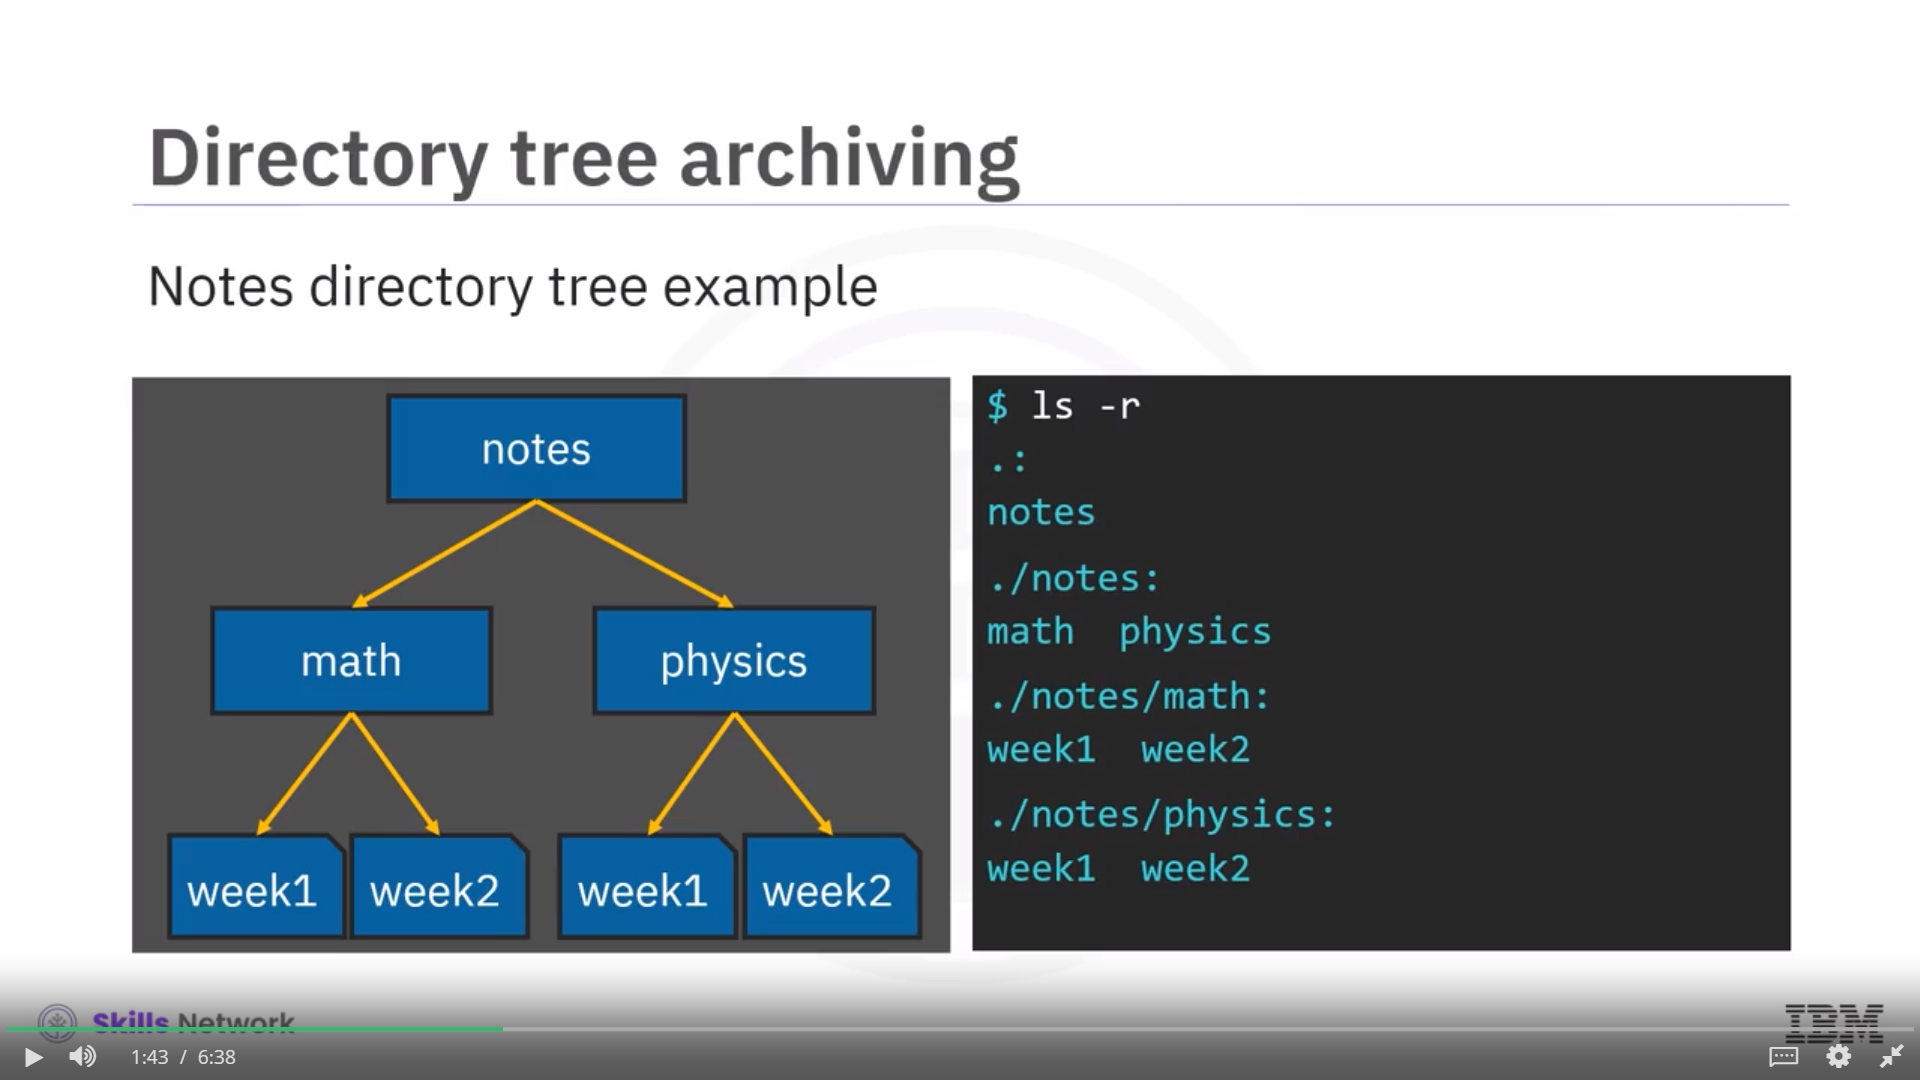 Directory tree archiving
Notes directory tree example
notes
math
physics
week1
week2
week1
week2
$ ls -r
.:
notes
./notes:
math physics
./notes/math:
week1 week2
./notes/physics:
week1 week2
Skills Network
IBM
1:43 / 6:38